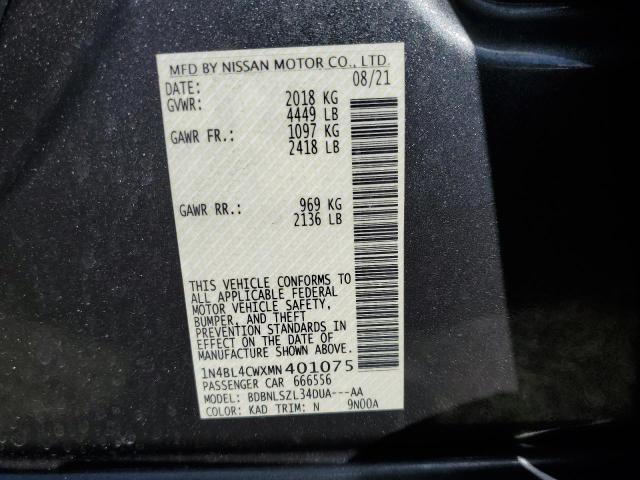 MFD BY NISSAN MOTOR CO., LTD.
DATE: 08/21
GVWR: 2018 KG
4449 LB
GAWR FR.: 1097 KG
2418 LB
GAWR RR.: 969 KG
2136 LB
THIS VEHICLE CONFORMS TO
ALL APPLICABLE FEDERAL
MOTOR VEHICLE SAFETY,
BUMPER, AND THEFT
PREVENTION STANDARDS IN
EFFECT ON THE DATE OF
MANUFACTURE SHOWN ABOVE.
1N4BL4CWXMN401075
PASSENGER CAR 666556
MODEL: BDBNLSZL34DUA---AA
COLOR: KAD TRIM: N 9N00A